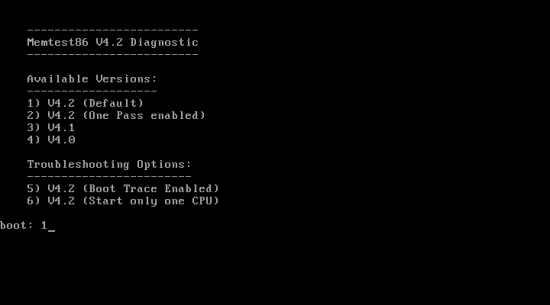 -------------------------
Memtest86 V4.2 Diagnostic
-------------------------
Available Versions:
-------------------
1) V4.2 (Default)
2) V4.2 (One Pass enabled)
3) V4.1
4) V4.0
Troubleshooting Options:
------------------------
5) V4.2 (Boot Trace Enabled)
6) V4.2 (Start only one CPU)
boot: 1_